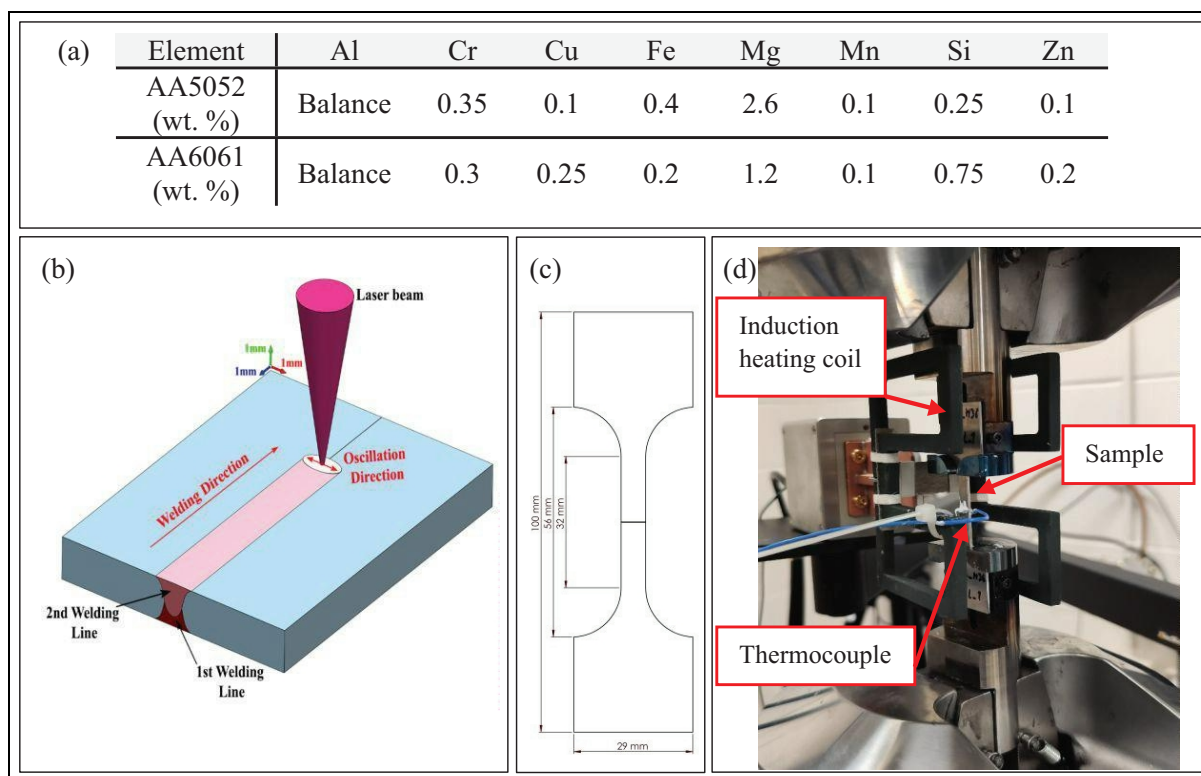 (a)
Element Al Cr Cu Fe Mg Mn Si Zn
AA5052
(wt. %)
Balance 0.35 0.1 0.4 2.6 0.1 0.25 0.1
AA6061
(wt. %)
Balance 0.3 0.25 0.2 1.2 0.1 0.75 0.2
(b)
Laser beam
1mm
1mm
1mm
Oscillation
Direction
Welding Direction
2nd Welding
Line
1st Welding
Line
(c)
100 mm
56 mm
32 mm
29 mm
(d)
Induction
heating coil
Sample
Thermocouple